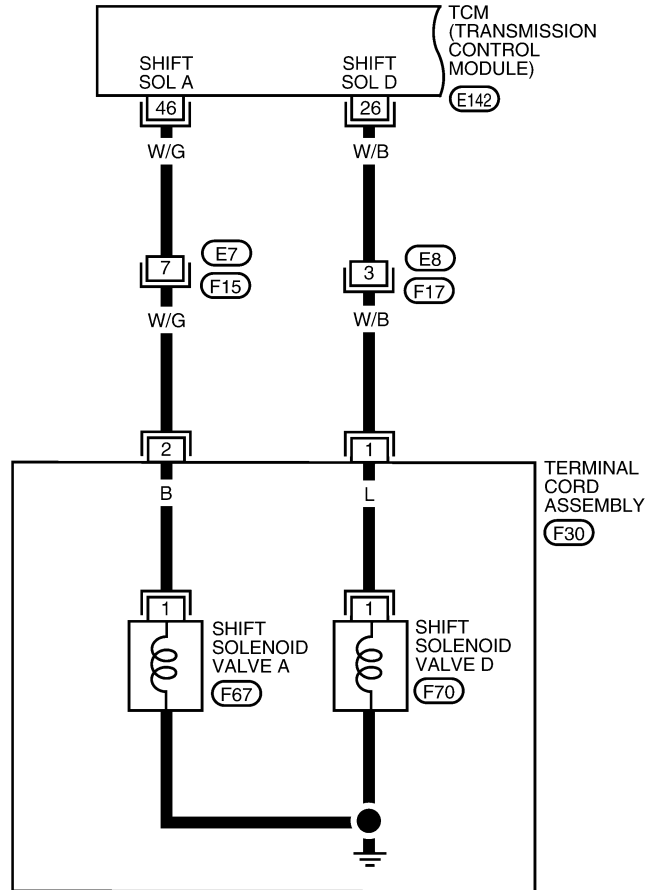 TCM
(TRANSMISSION
CONTROL
MODULE)
E142
SHIFT
SOL A
SHIFT
SOL D
46
26
W/G
W/B
7
E7
F15
3
E8
F17
W/G
W/B
2
1
TERMINAL
CORD
ASSEMBLY
F30
B
L
1
1
SHIFT
SOLENOID
VALVE A
F67
SHIFT
SOLENOID
VALVE D
F70